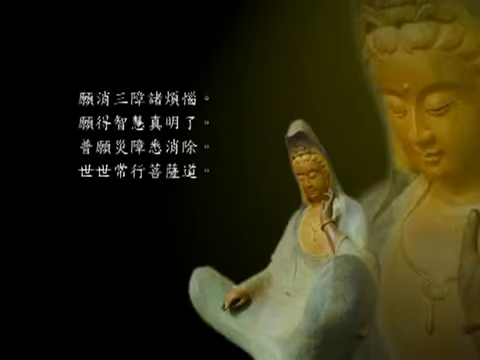 願消三障諸煩惱。
願得智慧真明了。
普願災障悉消除。
世世常行菩薩道。